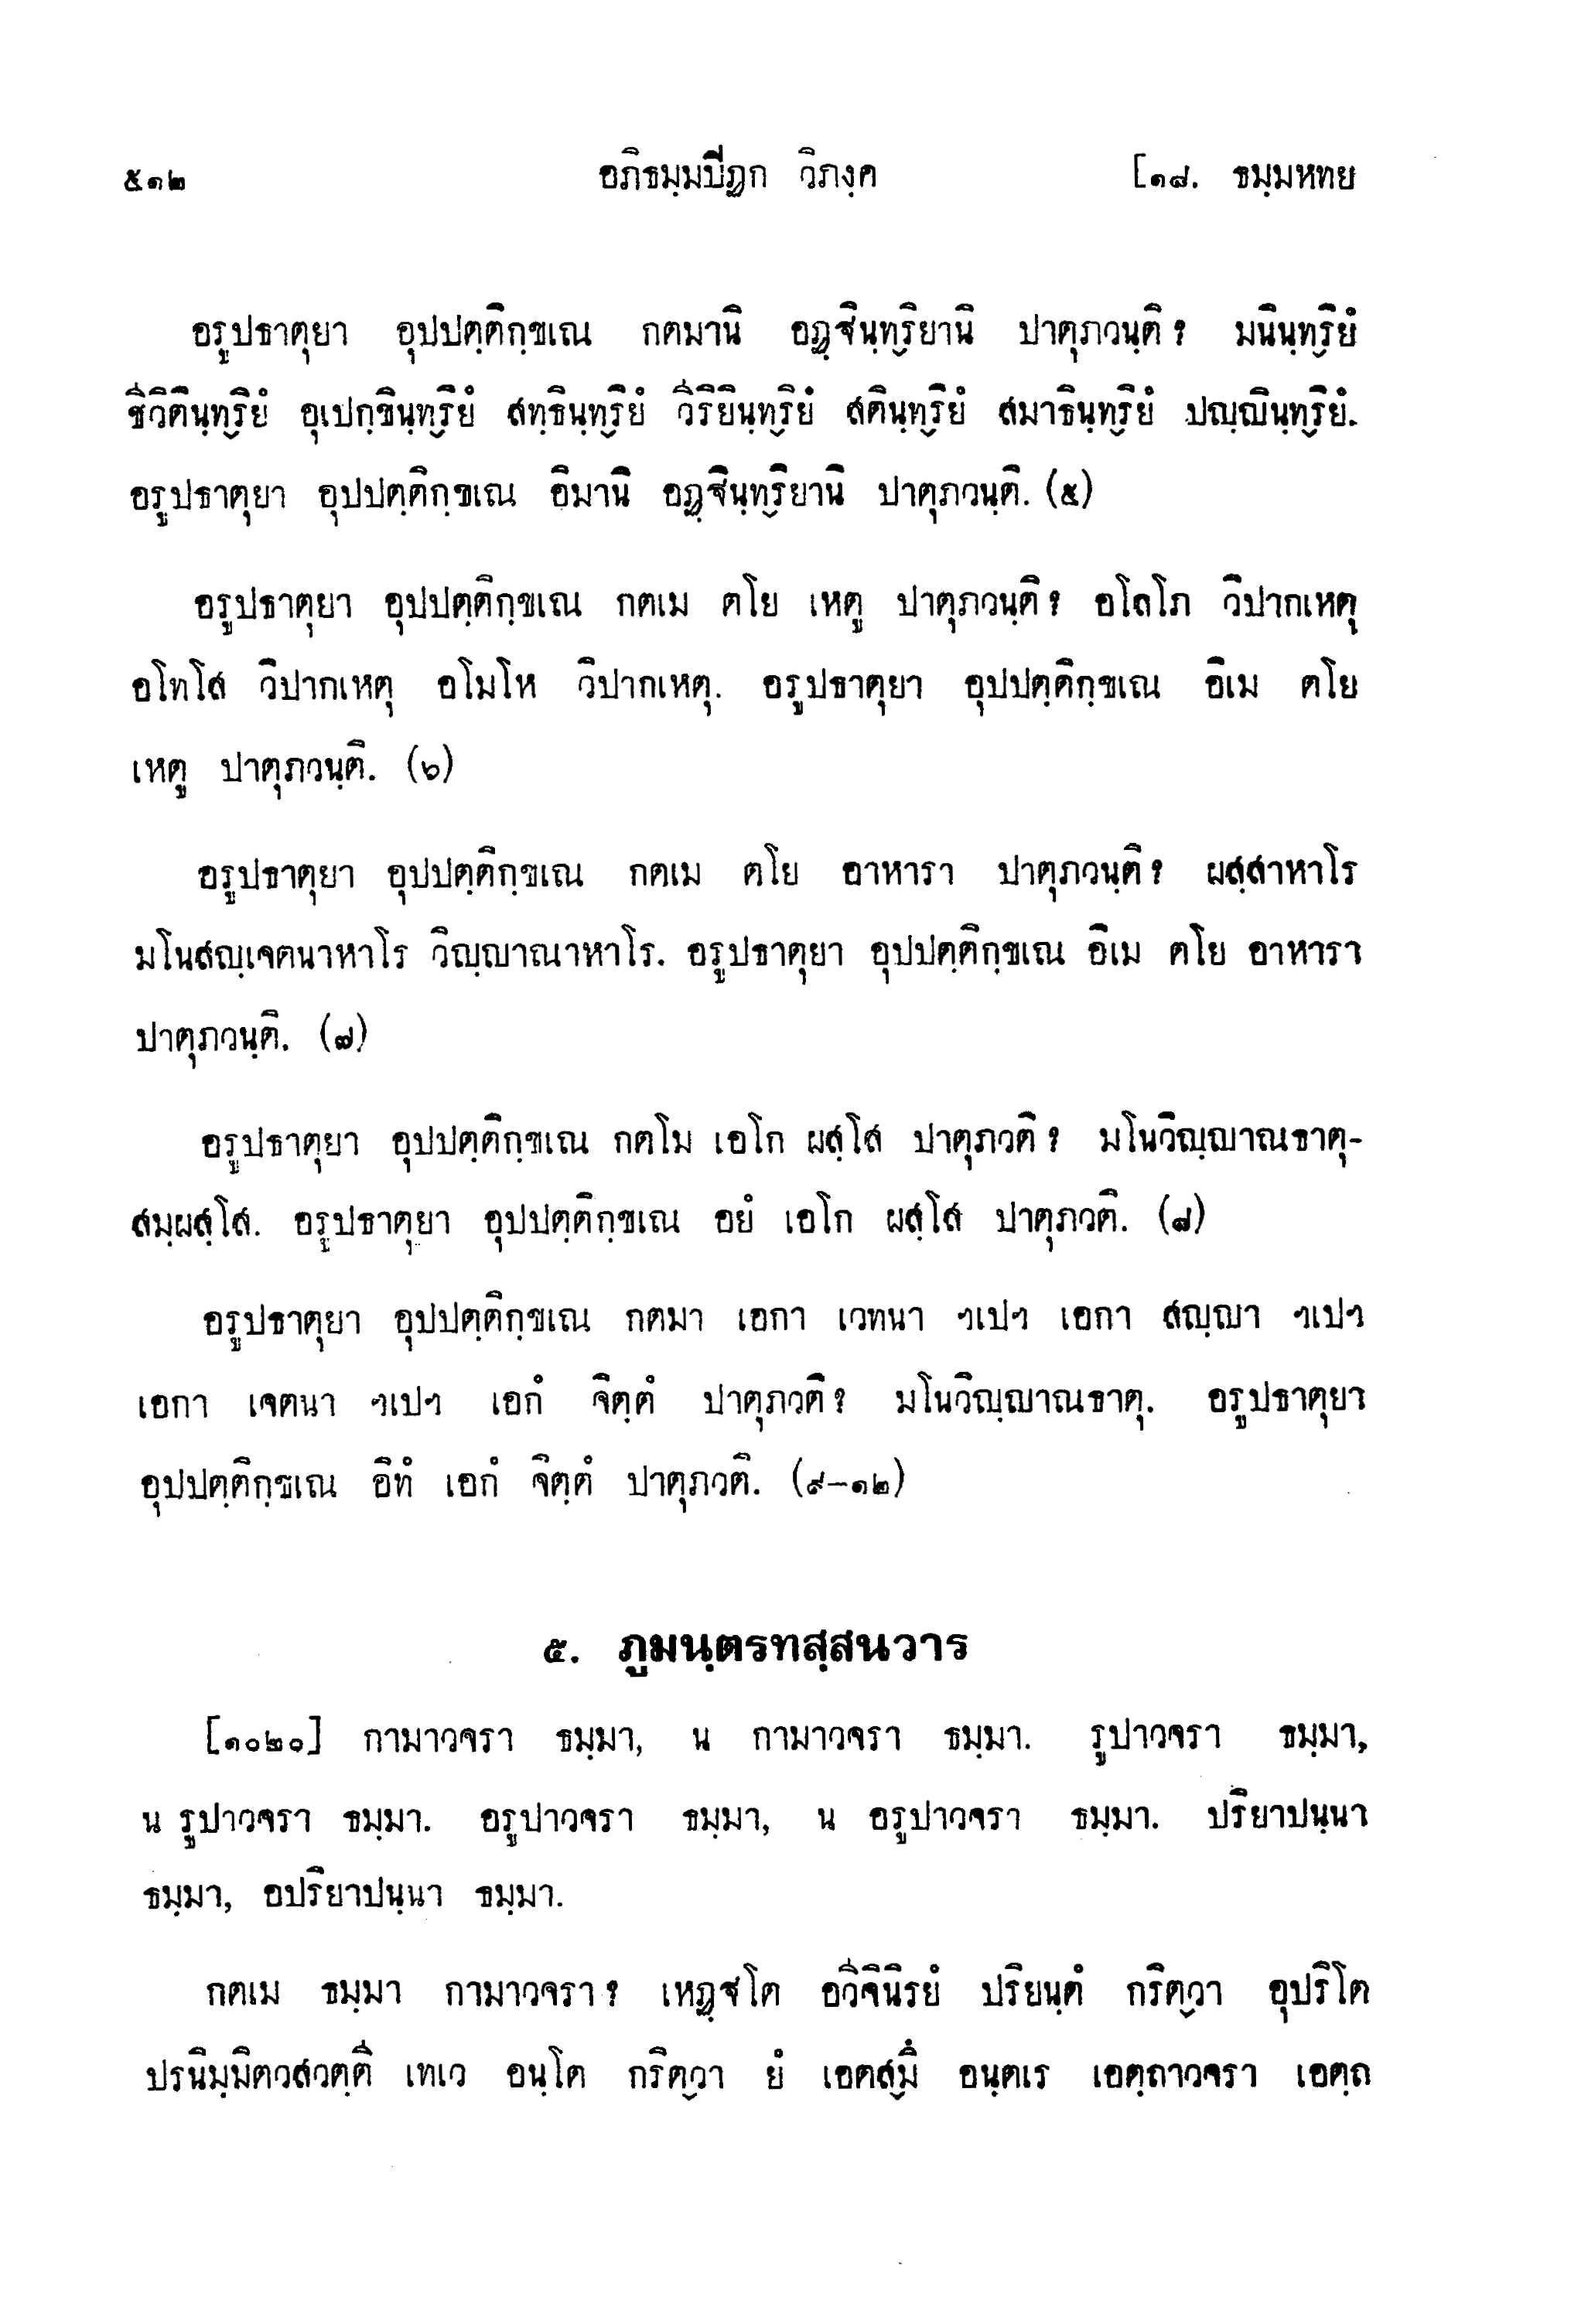 ๕๑๒ อภิธมฺมปิฏก วิภงฺค [๑๘. ธมฺมหทย
อรูปธาตุยา อุปปตฺติกฺขเณ กตมานิ อฏฺฐินฺทฺริยานิ ปาตุภวนฺติ? มนินฺทฺริยํ
ชีวิตินฺทฺริยํ อุเปกฺขินฺทฺริยํ สทฺธินฺทฺริยํ วีริยินฺทฺริยํ สตินฺทฺริยํ สมาธินฺทฺริยํ ปญฺญินฺทฺริยํ.
อรูปธาตุยา อุปปตฺติกฺขเณ อิมานิ อฏฺฐินฺทฺริยานิ ปาตุภวนฺติ. (๕)
อรูปธาตุยา อุปปตฺติกฺขเณ กตเม ตโย เหตู ปาตุภวนฺติ? อโลโภ วิปากเหตุ
อโทโส วิปากเหตุ อโมโห วิปากเหตุ. อรูปธาตุยา อุปปตฺติกฺขเณ อิเม ตโย
เหตู ปาตุภวนฺติ. (๖)
อรูปธาตุยา อุปปตฺติกฺขเณ กตเม ตโย อาหารา ปาตุภวนฺติ? ผสฺสาหาโร
มโนสญฺเจตนาหาโร วิญฺญาณาหาโร. อรูปธาตุยา อุปปตฺติกฺขเณ อิเม ตโย อาหารา
ปาตุภวนฺติ. (๗)
อรูปธาตุยา อุปปตฺติกฺขเณ กตโม เอโก ผสฺโส ปาตุภวติ? มโนวิญฺญาณธาตุ-
สมฺผสฺโส. อรูปธาตุยา อุปปตฺติกฺขเณ อยํ เอโก ผสฺโส ปาตุภวติ. (๘)
อรูปธาตุยา อุปปตฺติกฺขเณ กตมา เอกา เวทนา ฯเปฯ เอกา สญฺญา ฯเปฯ
เอกา เจตนา ฯเปฯ เอกํ จิตฺตํ ปาตุภวติ? มโนวิญฺญาณธาตุ. อรูปธาตุยา
อุปปตฺติกฺขเณ อิทํ เอกํ จิตฺตํ ปาตุภวติ. (๙-๑๒)
๕. ภูมนฺตรทสฺสนวาร
[๑๐๒๐] กามาวจรา ธมฺมา, น กามาวจรา ธมฺมา. รูปาวจรา ธมฺมา,
น รูปาวจรา ธมฺมา. อรูปาวจรา ธมฺมา, น อรูปาวจรา ธมฺมา. ปริยาปนฺนา
ธมฺมา, อปริยาปนฺนา ธมฺมา.
กตเม ธมฺมา กามาวจรา? เหฏฺฐโต อวีจินิรยํ ปริยนฺตํ กริตฺวา อุปริโต
ปรนิมฺมิตวสวตฺตี เทเว อนฺโต กริตฺวา ยํ เอตสฺมึ อนฺตเร เอตฺถาวจรา เอตฺถ